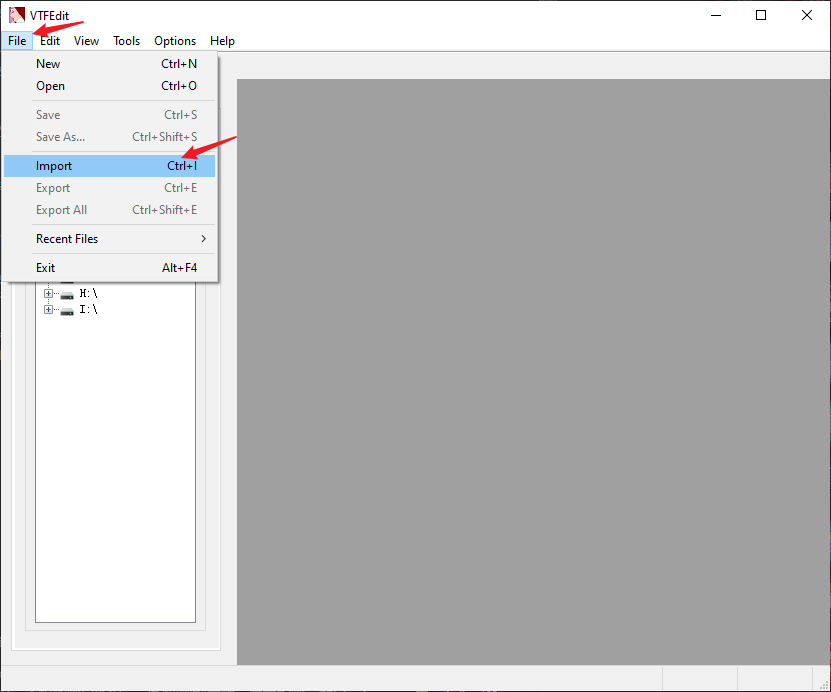 VTFEdit
File Edit View Tools Options Help
New Ctrl+N
Open Ctrl+O
Save Ctrl+S
Save As... Ctrl+Shift+S
Import Ctrl+I
Export Ctrl+E
Export All Ctrl+Shift+E
Recent Files
Exit Alt+F4
H:\
I:\